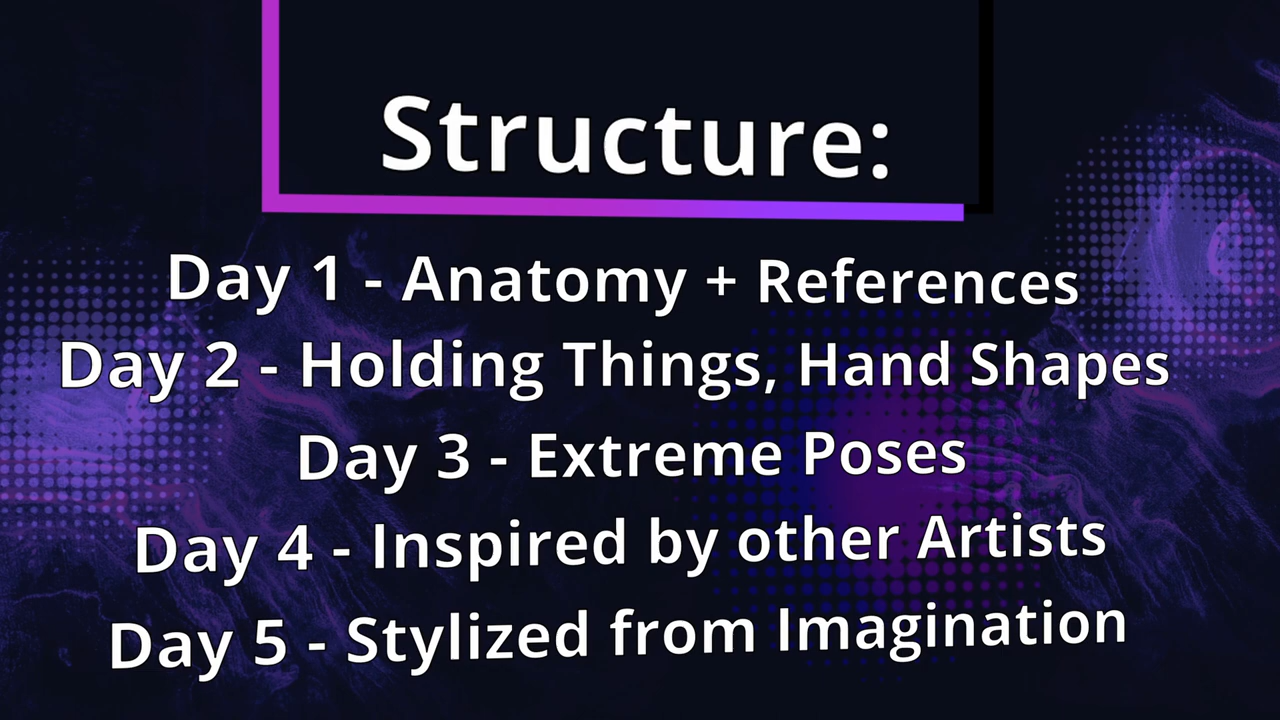 Structure:
Day 1 - Anatomy + References
Day 2 - Holding Things, Hand Shapes
Day 3 - Extreme Poses
Day 4 - Inspired by other Artists
Day 5 - Stylized from Imagination